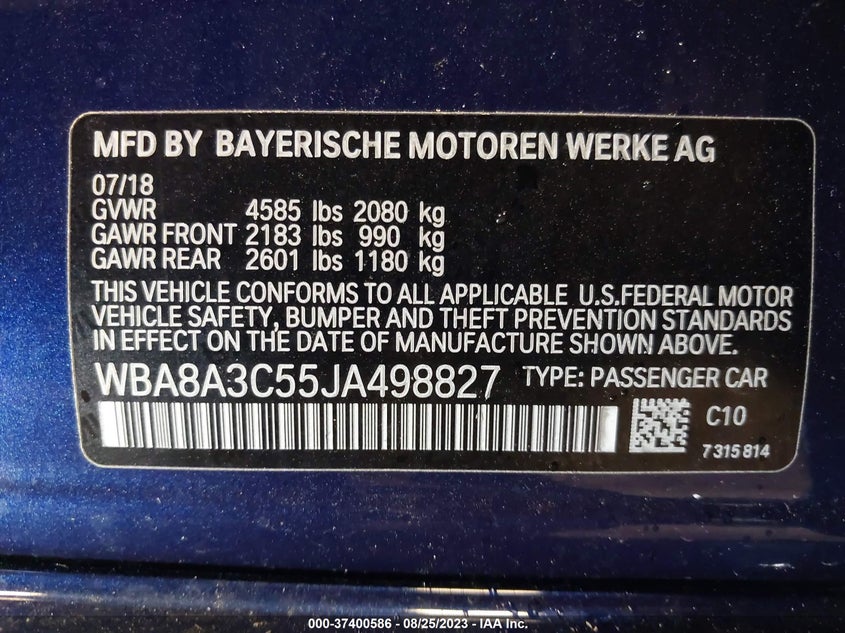 MFD BY BAYERISCHE MOTOREN WERKE AG
07/18
GVWR 4585 lbs 2080 kg
GAWR FRONT 2183 lbs 990 kg
GAWR REAR 2601 lbs 1180 kg
THIS VEHICLE CONFORMS TO ALL APPLICABLE U.S.FEDERAL MOTOR
VEHICLE SAFETY, BUMPER AND THEFT PREVENTION STANDARDS
IN EFFECT ON THE DATE OF MANUFACTURE SHOWN ABOVE.
WBA8A3C55JA498827 TYPE: PASSENGER CAR
C10
7315814
000-37400586 - 08/25/2023 - IAA Inc.